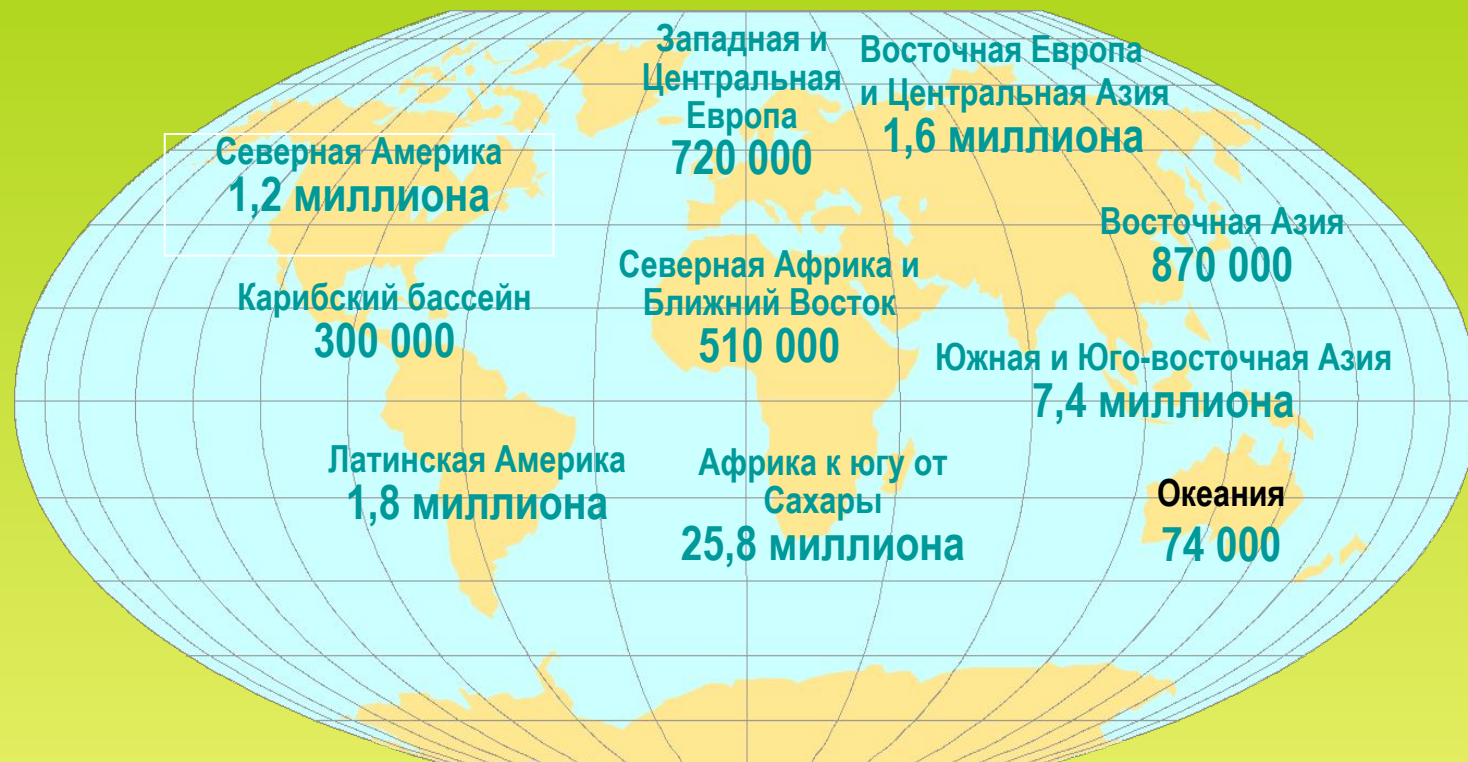 Западная и
Центральная
Европа
720 000
Восточная Европа
и Центральная Азия
1,6 миллиона
Северная Америка
1,2 миллиона
Восточная Азия
870 000
Северная Африка и
Ближний Восток
510 000
Карибский бассейн
300 000
Южная и Юго-восточная Азия
7,4 миллиона
Латинская Америка
1,8 миллиона
Африка к югу от
Сахары
25,8 миллиона
Океания
74 000